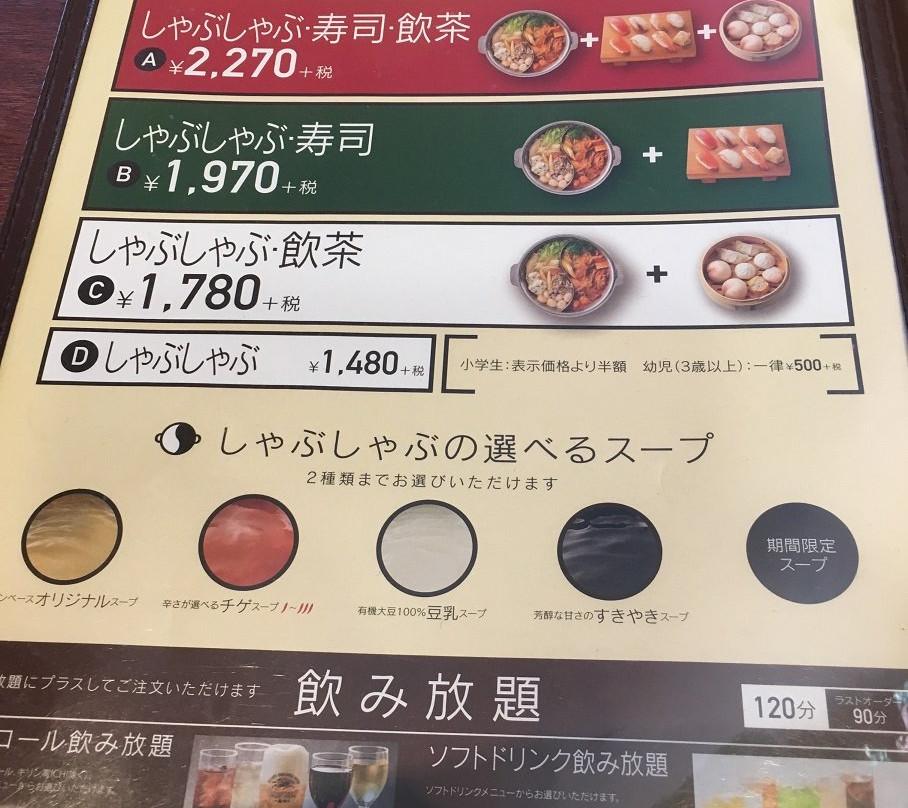 しゃぶしゃぶ・寿司・飲茶
A ¥2,270+税
しゃぶしゃぶ・寿司
B ¥1,970+税
しゃぶしゃぶ・飲茶
C ¥1,780+税
D しゃぶしゃぶ ¥1,480+税
小学生:表示価格より半額 幼児(3歳以上):一律¥500+税
しゃぶしゃぶの選べるスープ
2種類までお選びいただけます
期間限定
スープ
ンベースオリジナルスープ
辛さが選べるチゲスープ
有機大豆100%豆乳スープ
芳醇な甘さのすきやきスープ
放題にプラスしてご注文いただけます
飲み放題
120分
ラストオーダー
90分
コール飲み放題
ソフトドリンク飲み放題
ソフトドリンクメニューからお選びいただけます。